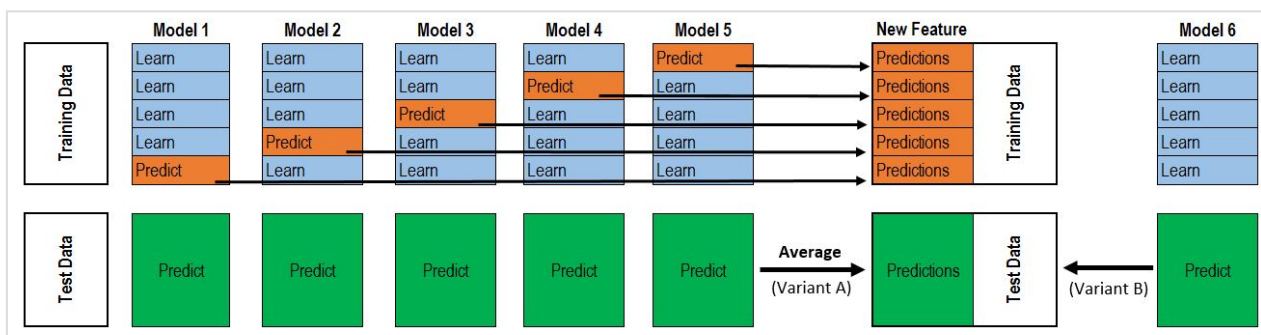 Model 1 Model 2 Model 3 Model 4 Model 5 New Feature Model 6
Training Data
Learn Learn Learn Learn Predict Predictions Learn
Learn Learn Learn Predict Learn Predictions Learn
Learn Learn Predict Learn Learn Predictions Learn
Learn Predict Learn Learn Learn Predictions Learn
Predict Learn Learn Learn Learn Predictions Learn
Training Data
Test Data
Predict Predict Predict Predict Predict
Average
(Variant A)
Predictions
Test Data
(Variant B)
Predict